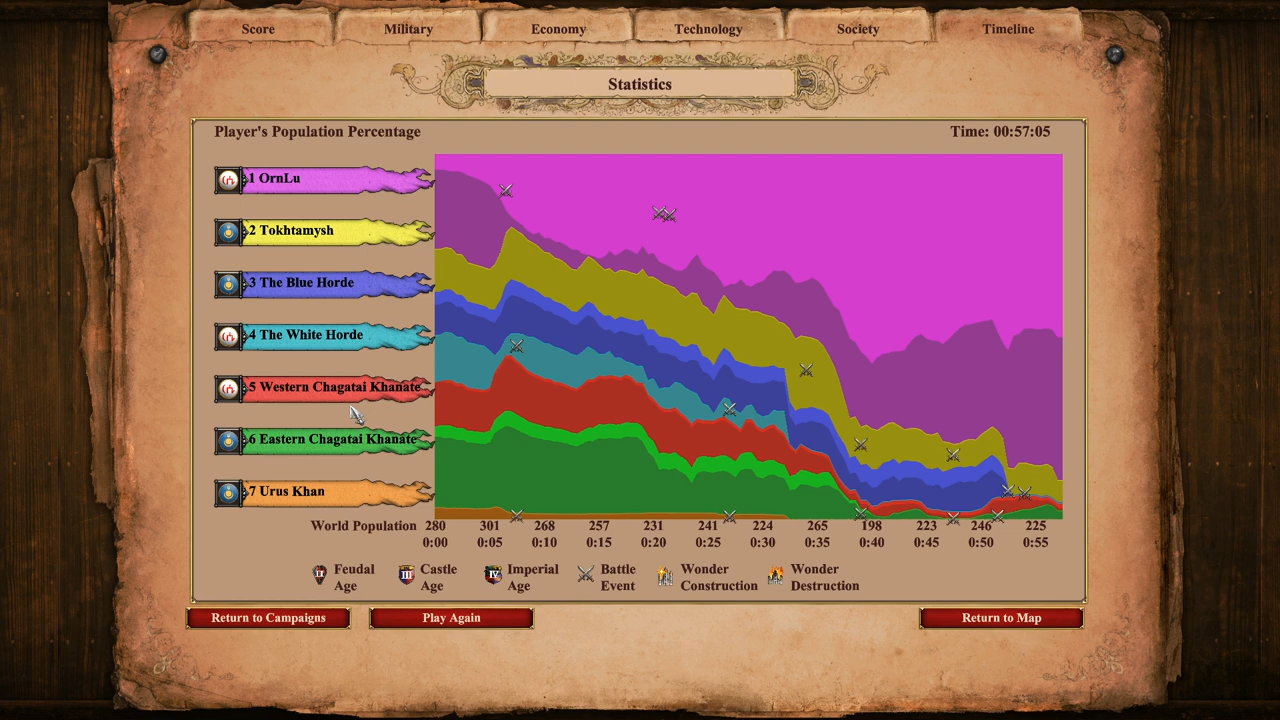 Score Military Economy Technology Society Timeline
Statistics
Player's Population Percentage Time: 00:57:05
1 OrnLu
2 Tokhtamysh
3 The Blue Horde
4 The White Horde
5 Western Chagatai Khanate
6 Eastern Chagatai Khanate
7 Urus Khan
World Population 280 301 268 257 231 241 224 265 198 223 246 225
0:00 0:05 0:10 0:15 0:20 0:25 0:30 0:35 0:40 0:45 0:50 0:55
II Feudal Age
III Castle Age
IV Imperial Age
Battle Event
Wonder Construction
Wonder Destruction
Return to Campaigns Play Again Return to Map